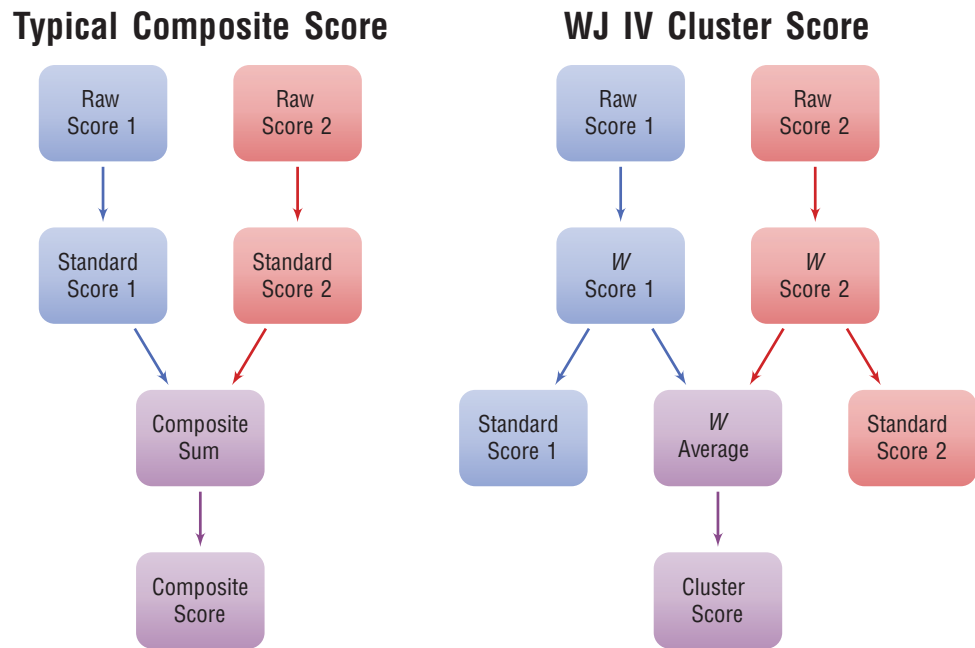 Typical Composite Score
Raw
Score 1
Raw
Score 2
Standard
Score 1
Standard
Score 2
Composite
Sum
Composite
Score
WJ IV Cluster Score
Raw
Score 1
Raw
Score 2
W
Score 1
W
Score 2
Standard
Score 1
W
Average
Standard
Score 2
Cluster
Score